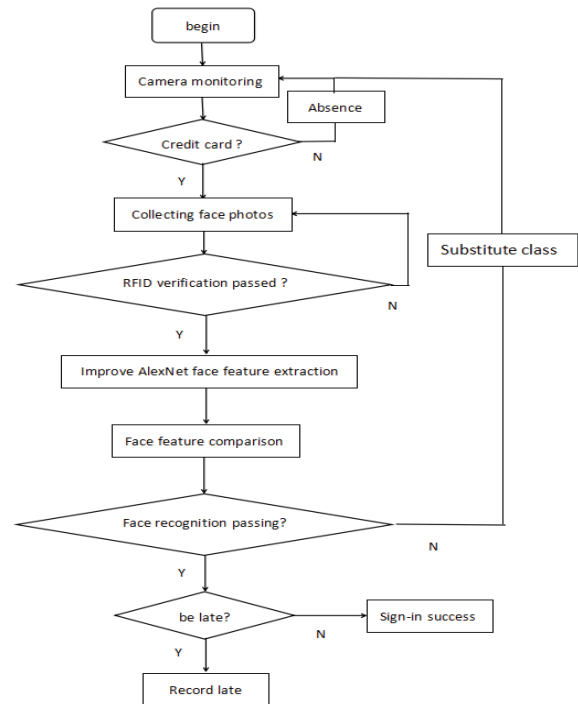 begin
Camera monitoring
Absence
Credit card ?
N
Y
Collecting face photos
Substitute class
RFID verification passed ?
N
Y
Improve AlexNet face feature extraction
Face feature comparison
Face recognition passing?
N
Y
be late?
Sign-in success
N
Y
Record late